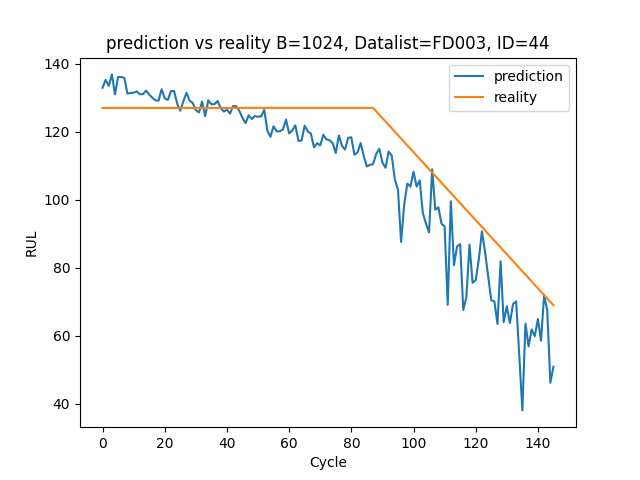 prediction vs reality B=1024, Datalist=FD003, ID=44
prediction
reality
RUL
140
120
100
80
60
40
0 20 40 60 80 100 120 140
Cycle